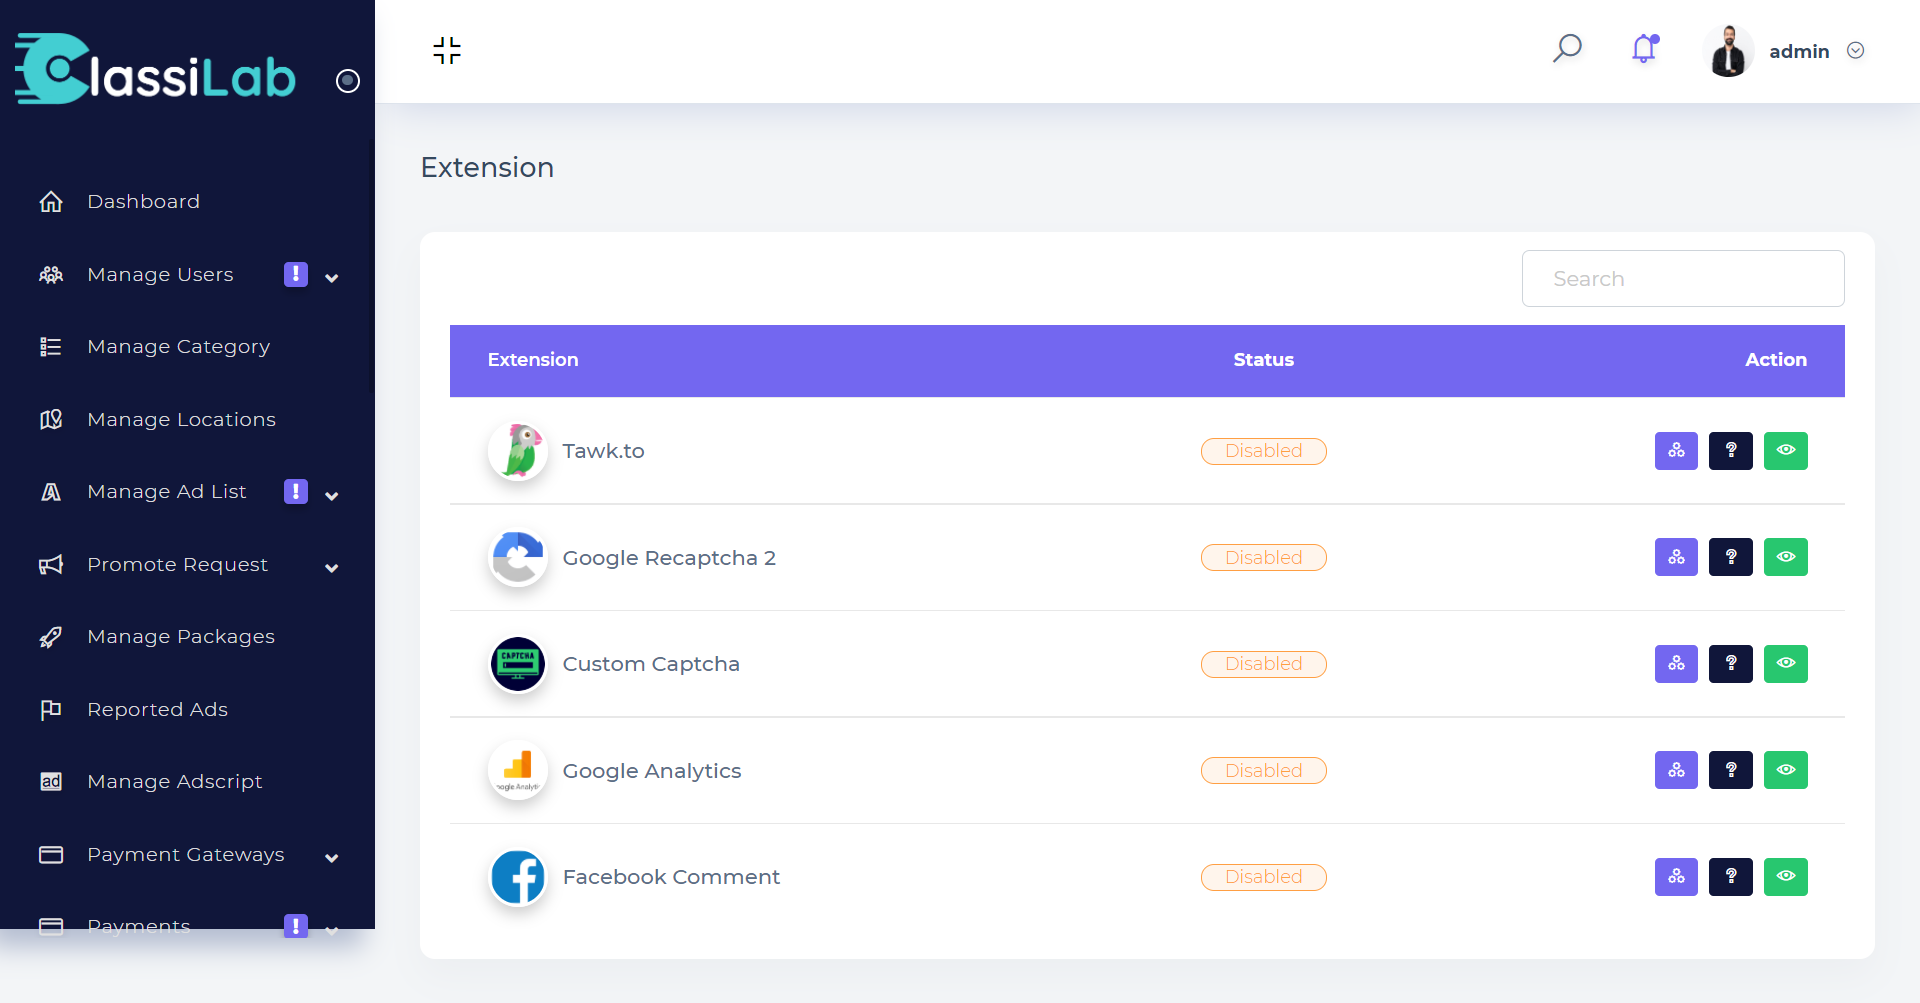 ClassiLab
admin
Extension
Dashboard
Manage Users
Manage Category
Manage Locations
Manage Ad List
Promote Request
Manage Packages
Reported Ads
Manage Adscript
Payment Gateways
Payments
Search
Extension Status Action
Tawk.to Disabled
Google Recaptcha 2 Disabled
CAPTCHA
Custom Captcha Disabled
Google Analytics Disabled
Facebook Comment Disabled